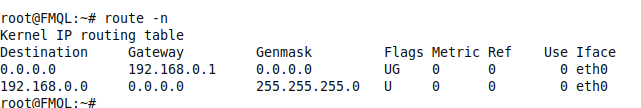 root@FMQL:~# route -n
Kernel IP routing table
Destination     Gateway         Genmask         Flags Metric Ref    Use Iface
0.0.0.0         192.168.0.1     0.0.0.0         UG    0      0        0 eth0
192.168.0.0     0.0.0.0         255.255.255.0   U     0      0        0 eth0
root@FMQL:~#